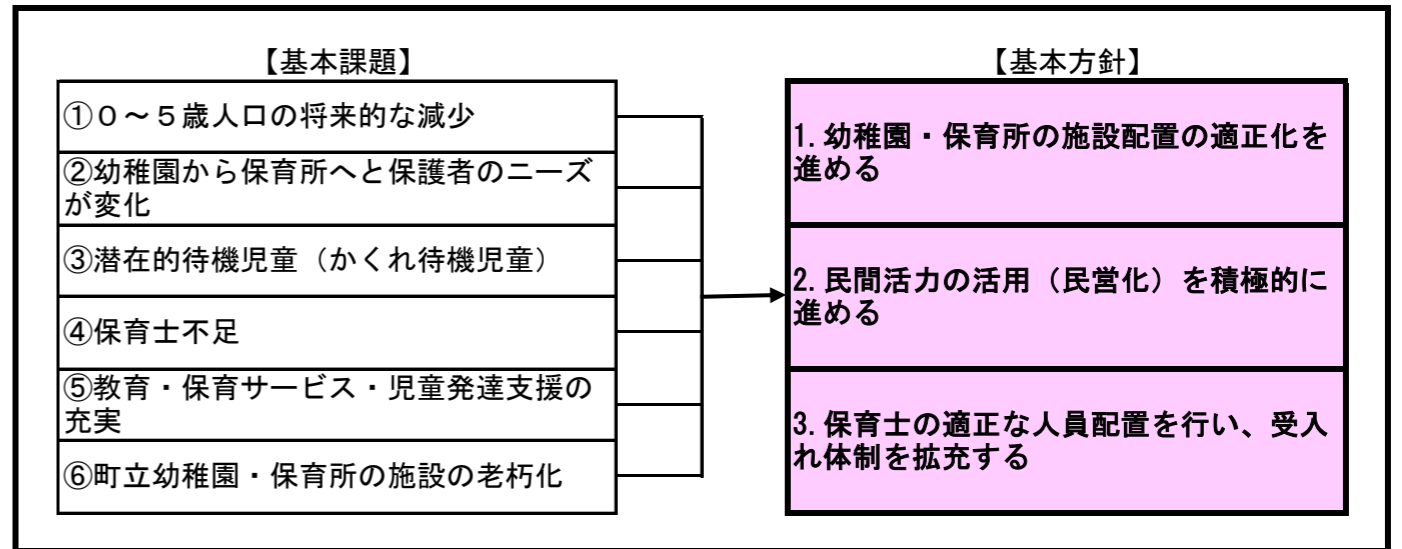 【基本課題】
①０～５歳人口の将来的な減少
②幼稚園から保育所へと保護者のニーズ
が変化
③潜在的待機児童（かくれ待機児童）
④保育士不足
⑤教育・保育サービス・児童発達支援の
充実
⑥町立幼稚園・保育所の施設の老朽化
【基本方針】
1.幼稚園・保育所の施設配置の適正化を
進める
2.民間活力の活用（民営化）を積極的に
進める
3.保育士の適正な人員配置を行い、受入
れ体制を拡充する